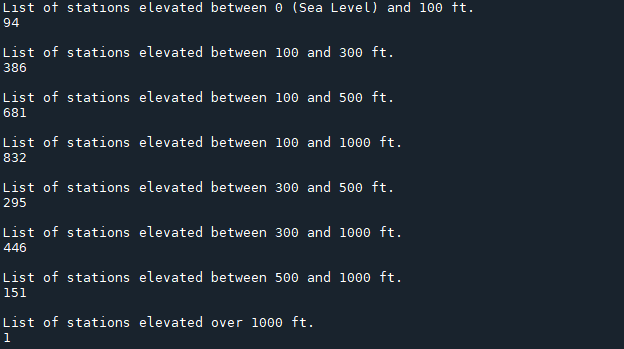 List of stations elevated between 0 (Sea Level) and 100 ft.
94
List of stations elevated between 100 and 300 ft.
386
List of stations elevated between 100 and 500 ft.
681
List of stations elevated between 100 and 1000 ft.
832
List of stations elevated between 300 and 500 ft.
295
List of stations elevated between 300 and 1000 ft.
446
List of stations elevated between 500 and 1000 ft.
151
List of stations elevated over 1000 ft.
1